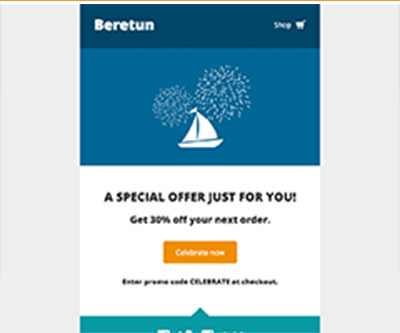 Beretun
Shop
A SPECIAL OFFER JUST FOR YOU!
Get 30% off your next order.
Celebrate now
Enter promo code CELEBRATE at checkout.